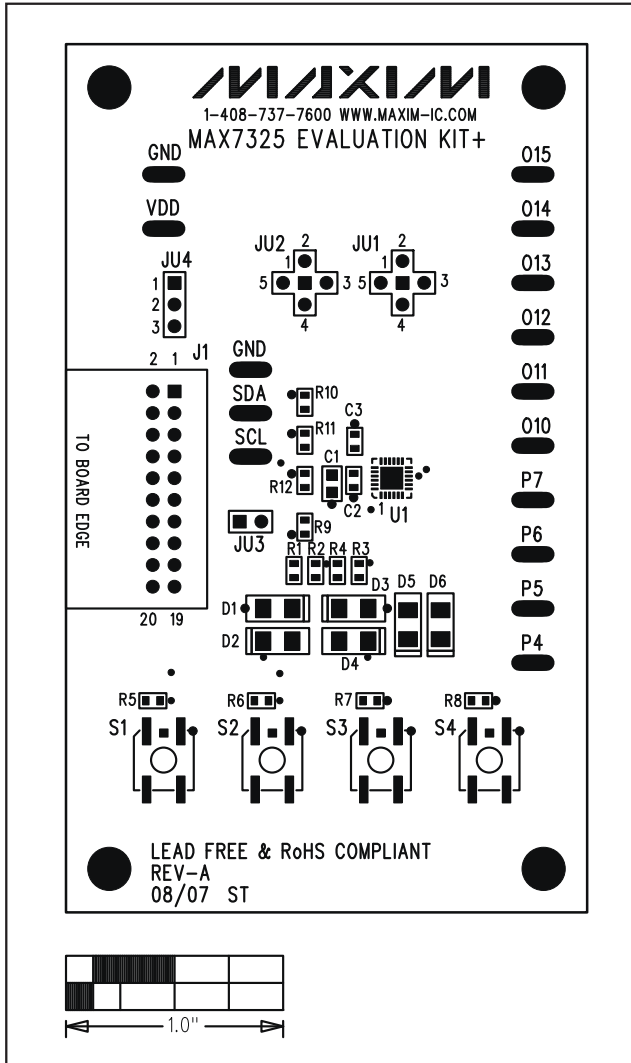 MAXIM
1-408-737-7600 WWW.MAXIM-IC.COM
MAX7325 EVALUATION KIT+
GND
O15
VDD
O14
JU2
2
1
5
3
4
JU1
2
1
5
3
4
O13
JU4
1
2
3
O12
J1
2 1
GND
O11
SDA
R10
O10
SCL
R11
C3
TO BOARD EDGE
R12
C1
C2
1
U1
P7
JU3
R9
P6
R1 R2 R4 R3
D1
D3
D5
D6
P5
D2
D4
20 19
P4
R5
R6
R7
R8
S1
S2
S3
S4
LEAD FREE & RoHS COMPLIANT
REV-A
08/07 ST
1.0"